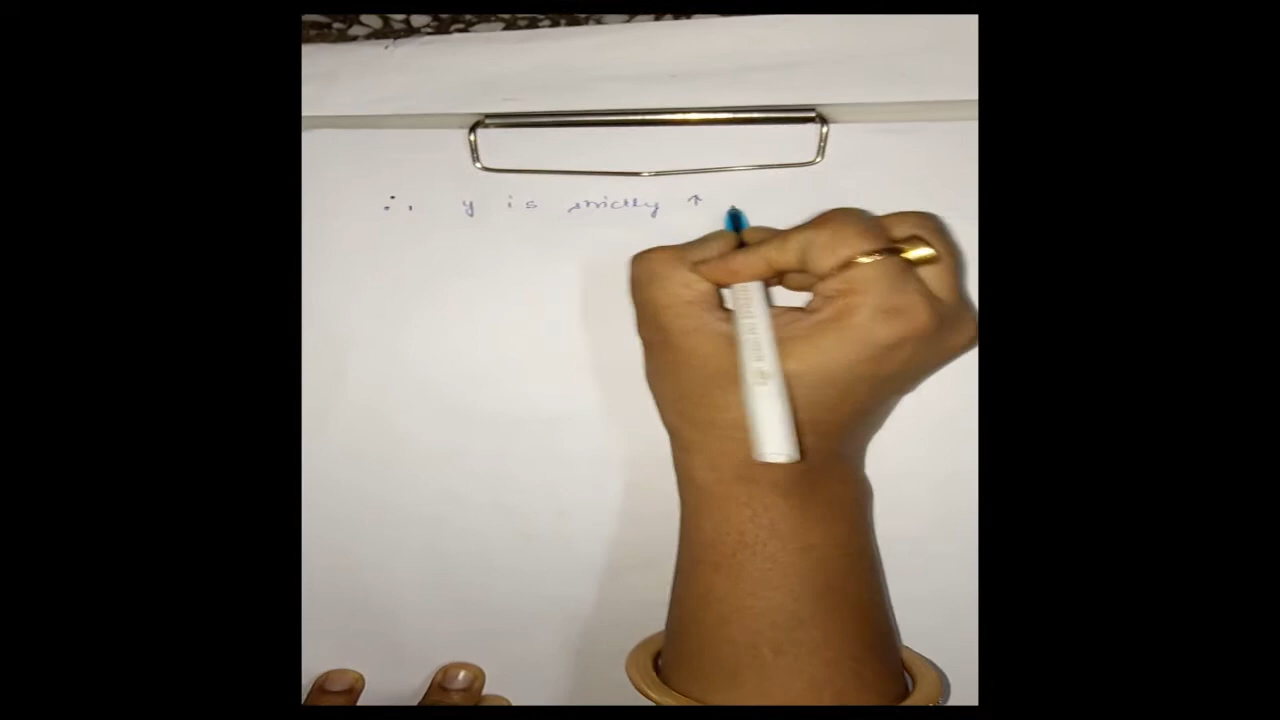 ∴, y is strictly ↑